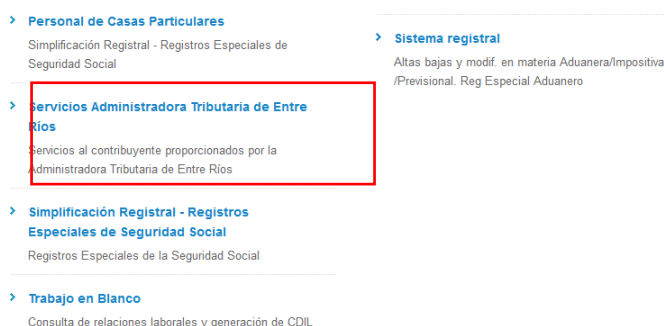 Personal de Casas Particulares
Simplificación Registral - Registros Especiales de
Seguridad Social
Servicios Administradora Tributaria de Entre
Ríos
Servicios al contribuyente proporcionados por la
Administradora Tributaria de Entre Ríos
Simplificación Registral - Registros
Especiales de Seguridad Social
Registros Especiales de la Seguridad Social
Trabajo en Blanco
Consulta de relaciones laborales y generación de CDIL
Sistema registral
Altas bajas y modif. en materia Aduanera/Impositiva
/Previsional. Reg Especial Aduanero